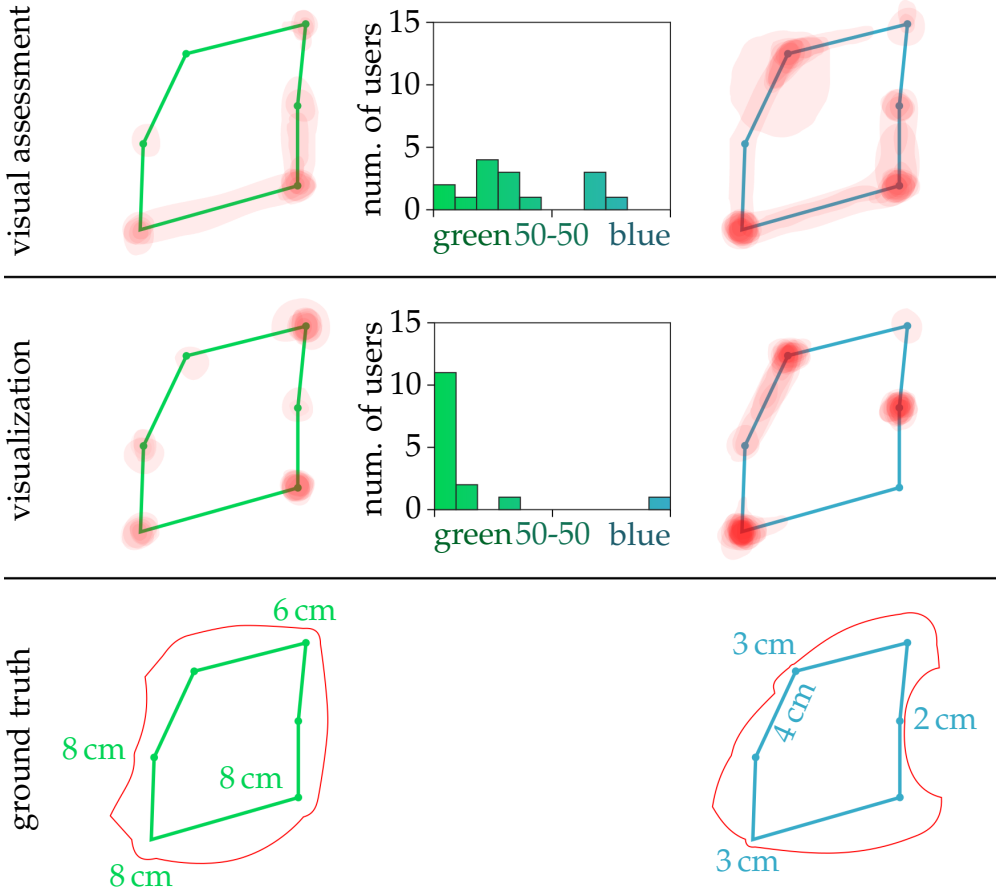 visual assessment
num. of users
15
10
5
0
green 50-50 blue
visualization
num. of users
15
10
5
0
green 50-50 blue
ground truth
6 cm
8 cm
8 cm
8 cm
3 cm
4 cm
2 cm
3 cm